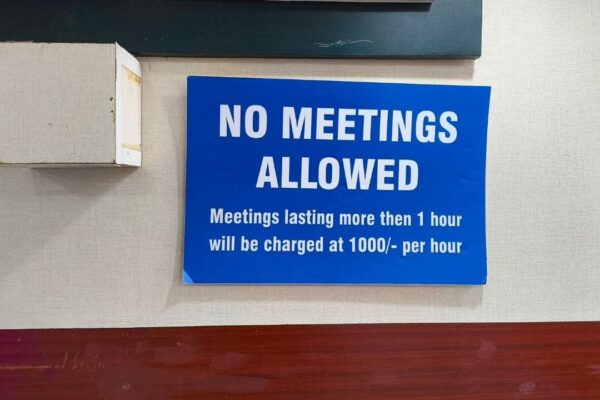 NO MEETINGS
ALLOWED
Meetings lasting more then 1 hour
will be charged at 1000/- per hour